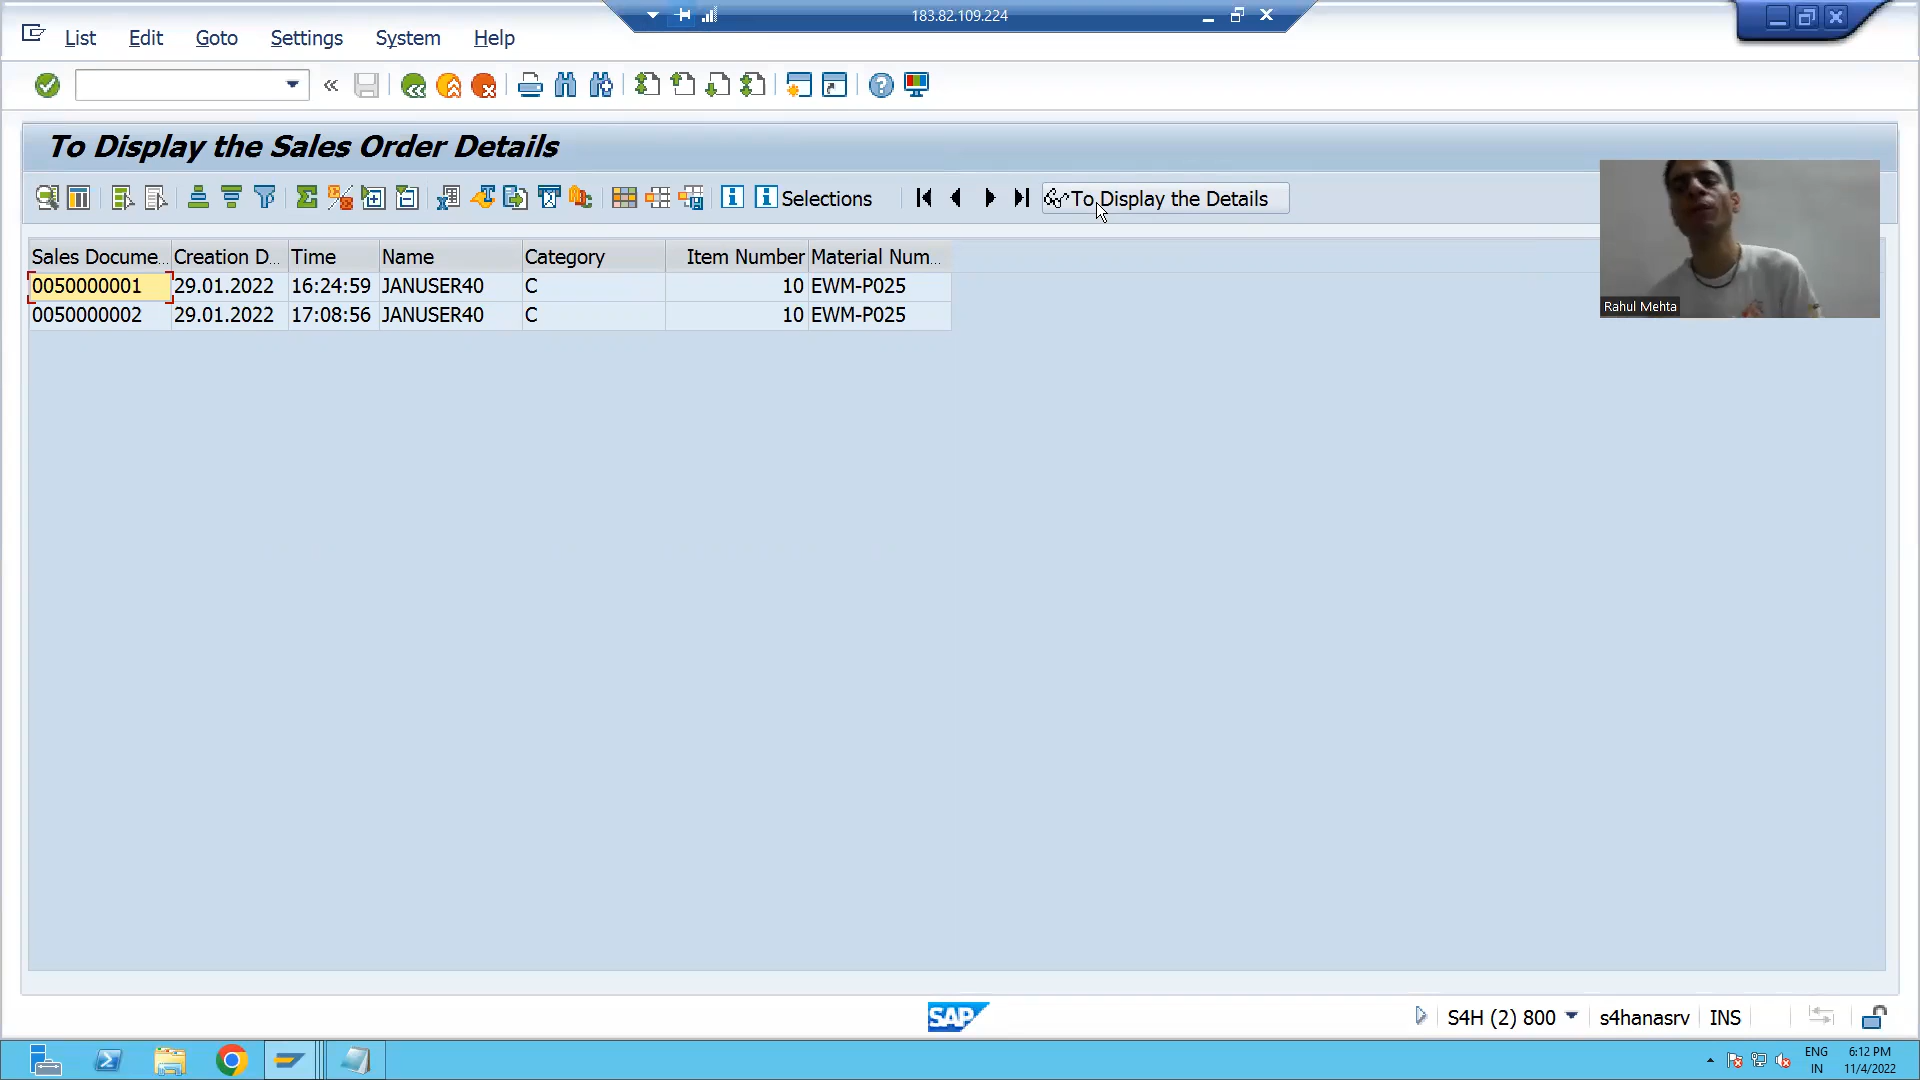 183.82.109.224
List Edit Goto Settings System Help
To Display the Sales Order Details
Selections To Display the Details
Sales Docume... Creation D... Time Name Category Item Number Material Num...
0050000001 29.01.2022 16:24:59 JANUSER40 C 10 EWM-P025
0050000002 29.01.2022 17:08:56 JANUSER40 C 10 EWM-P025
Rahul Mehta
SAP S4H (2) 800 s4hanasrv INS
ENG 6:12 PM
IN 11/4/2022